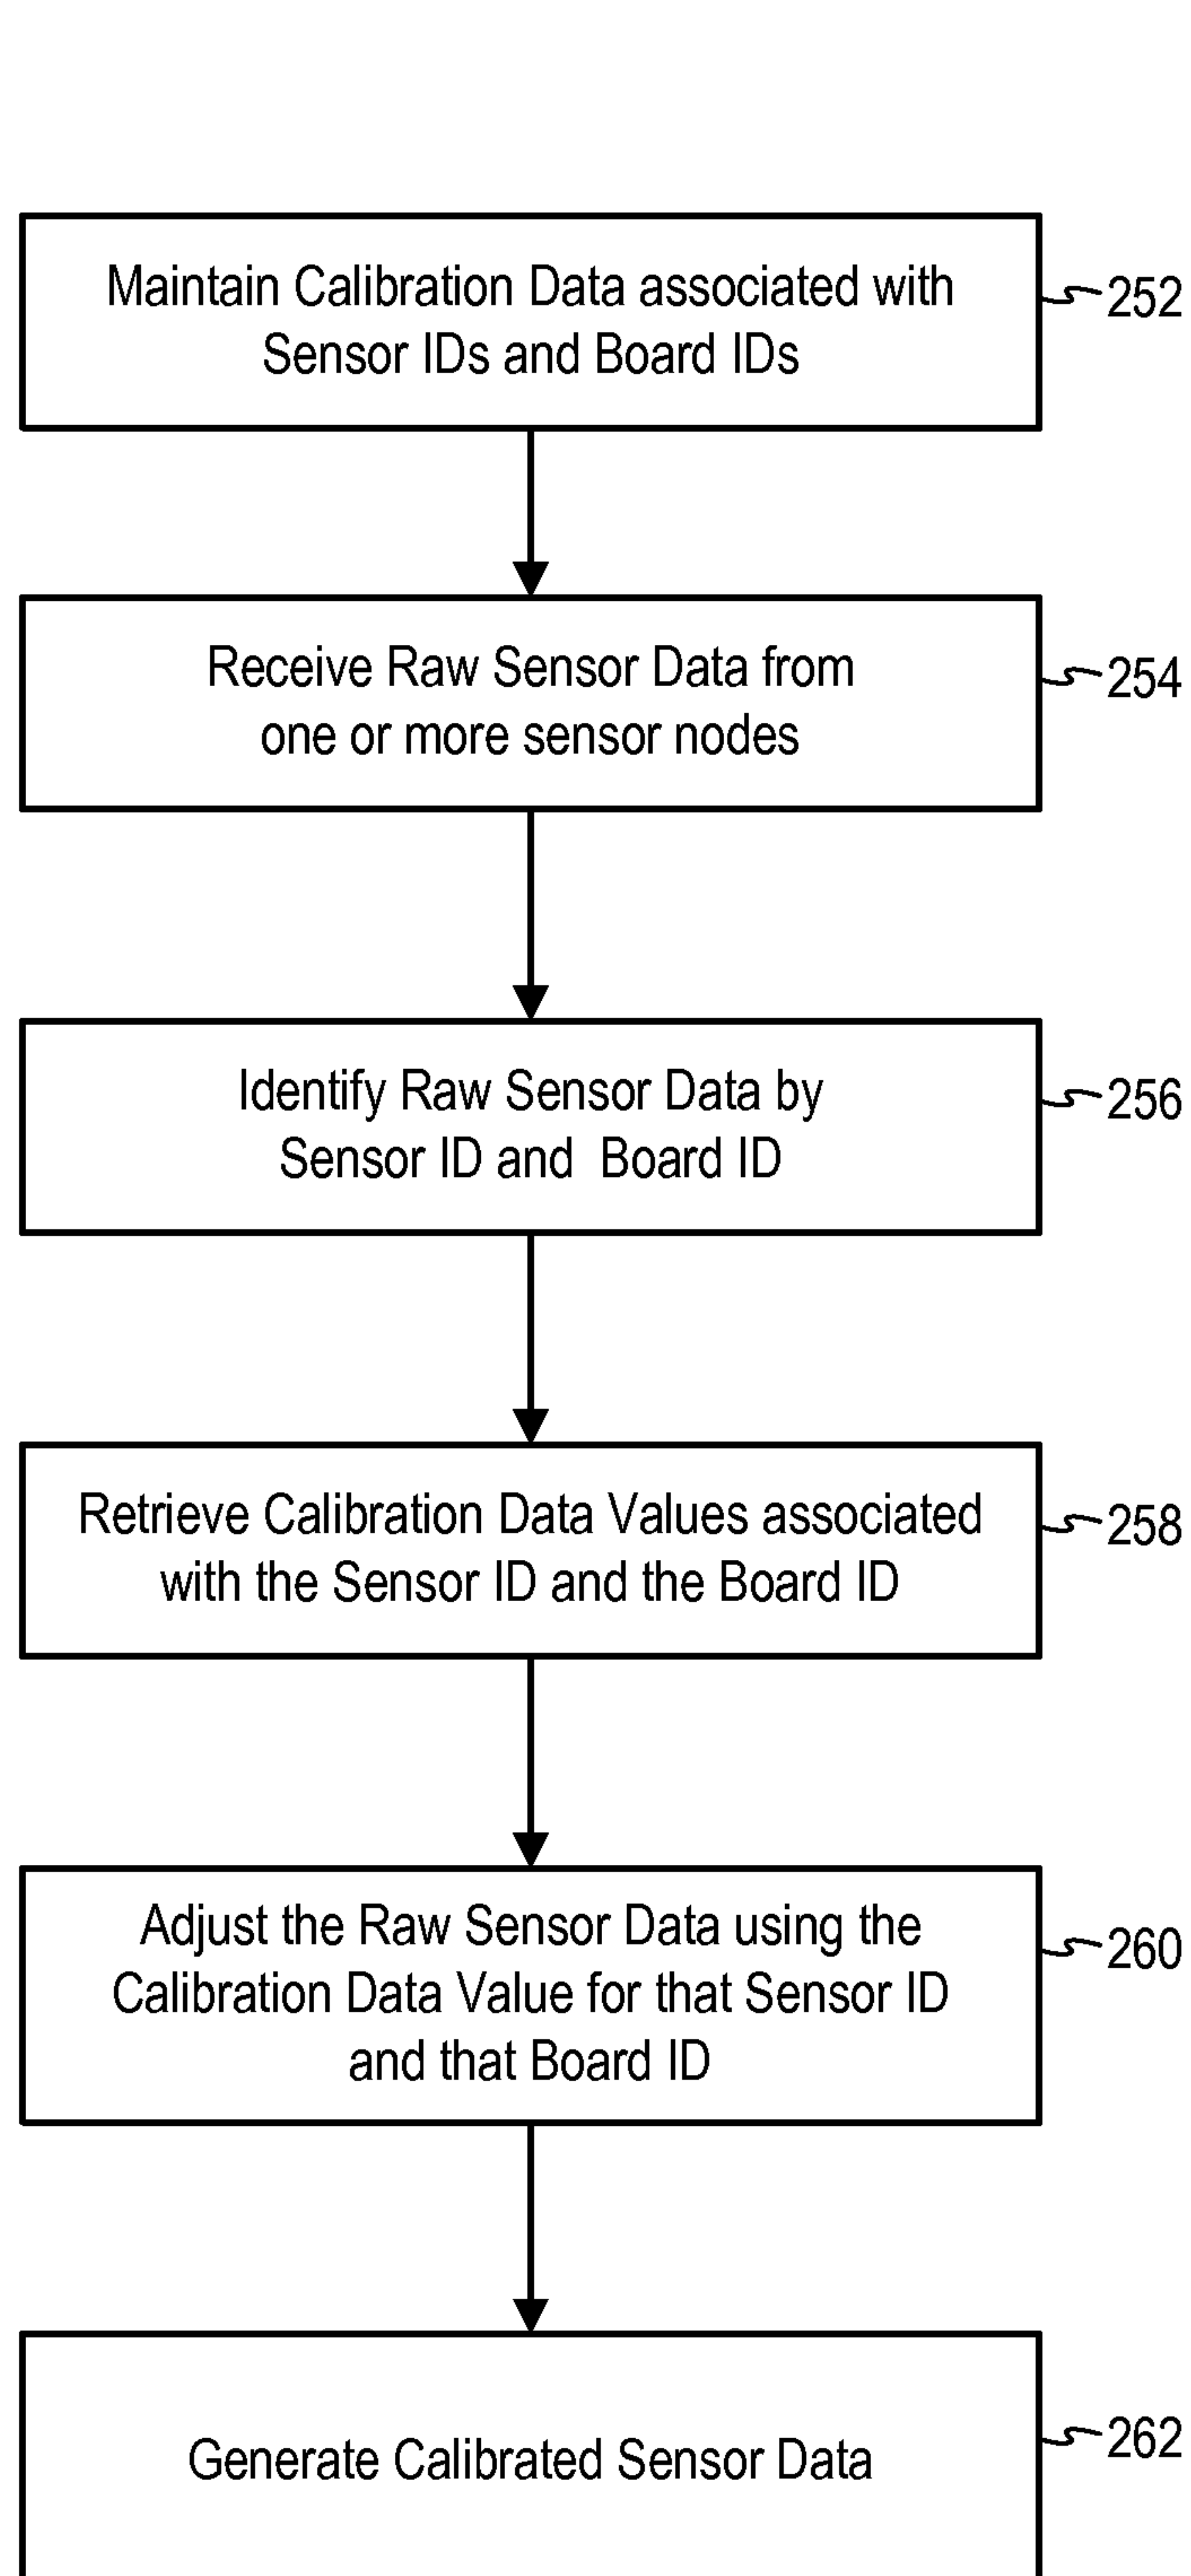 Maintain Calibration Data associated with
Sensor IDs and Board IDs
252
Receive Raw Sensor Data from
one or more sensor nodes
254
Identify Raw Sensor Data by
Sensor ID and  Board ID
256
Retrieve Calibration Data Values associated
with the Sensor ID and the Board ID
258
Adjust the Raw Sensor Data using the
Calibration Data Value for that Sensor ID
and that Board ID
260
Generate Calibrated Sensor Data
262